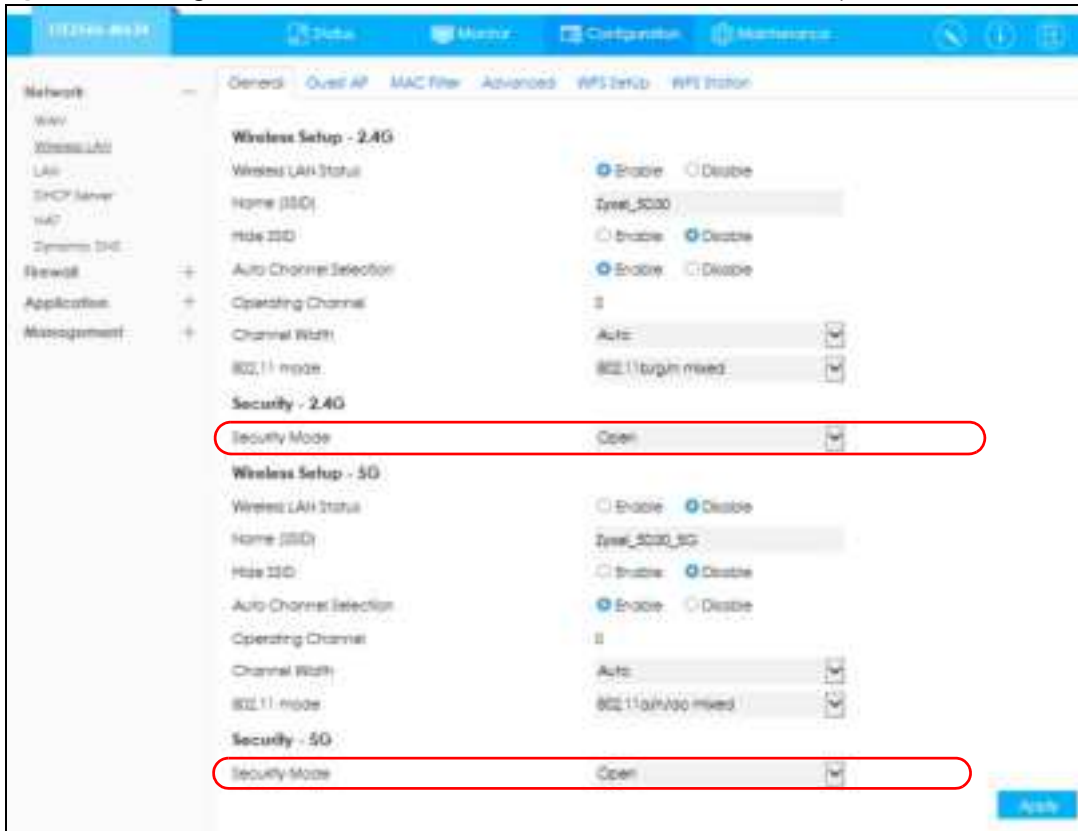 Status Monitor Configuration Maintenance
General Guest AP MAC Filter Advanced WPS Setup WPS Station
Network
WAN
Wireless LAN
LAN
DHCP Server
NAT
Dynamic DNS
Firewall
Application
Management
Wireless Setup - 2.4G
Wireless LAN Status Enable Disable
Name (SSID) Zyxel_5D30
Hide SSID Enable Disable
Auto Channel Selection Enable Disable
Operating Channel
Channel Width Auto
802.11 mode 802.11b/g/n mixed
Security - 2.4G
Security Mode Open
Wireless Setup - 5G
Wireless LAN Status Enable Disable
Name (SSID) Zyxel_5D30_5G
Hide SSID Enable Disable
Auto Channel Selection Enable Disable
Operating Channel
Channel Width Auto
802.11 mode 802.11a/n/ac mixed
Security - 5G
Security Mode Open
Apply